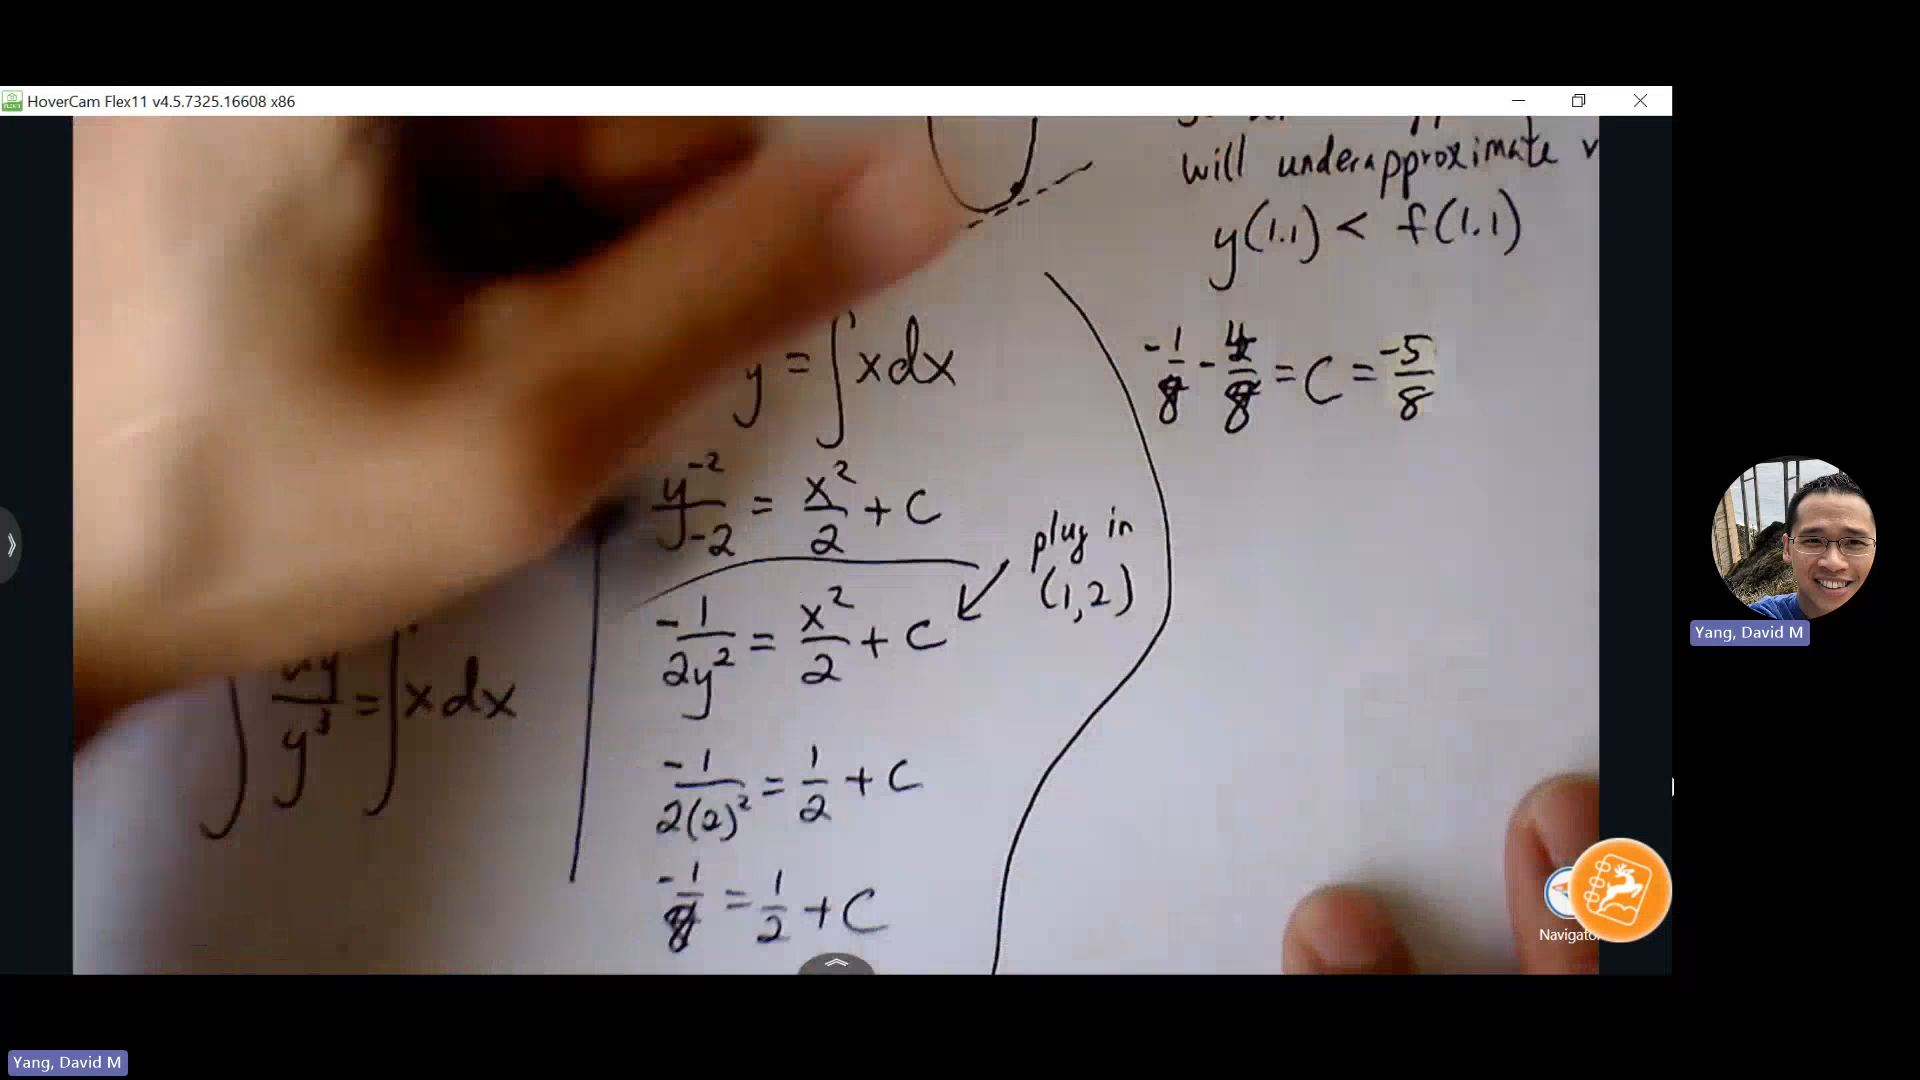 HoverCam Flex11 v4.5.7325.16608 x86
will underapproximate
y(1.1) < f(1.1)
y = ∫ x dx
y^-2/-2 = x^2/2 + C
plug in
(1,2)
-1/2y^2 = x^2/2 + C
-1/2(2)^2 = 1/2 + C
-1/8 = 1/2 + C
∫ dy/y^3 = ∫ x dx
-1/8 - 4/8 = C = -5/8
Navigato
Yang, David M
Yang, David M